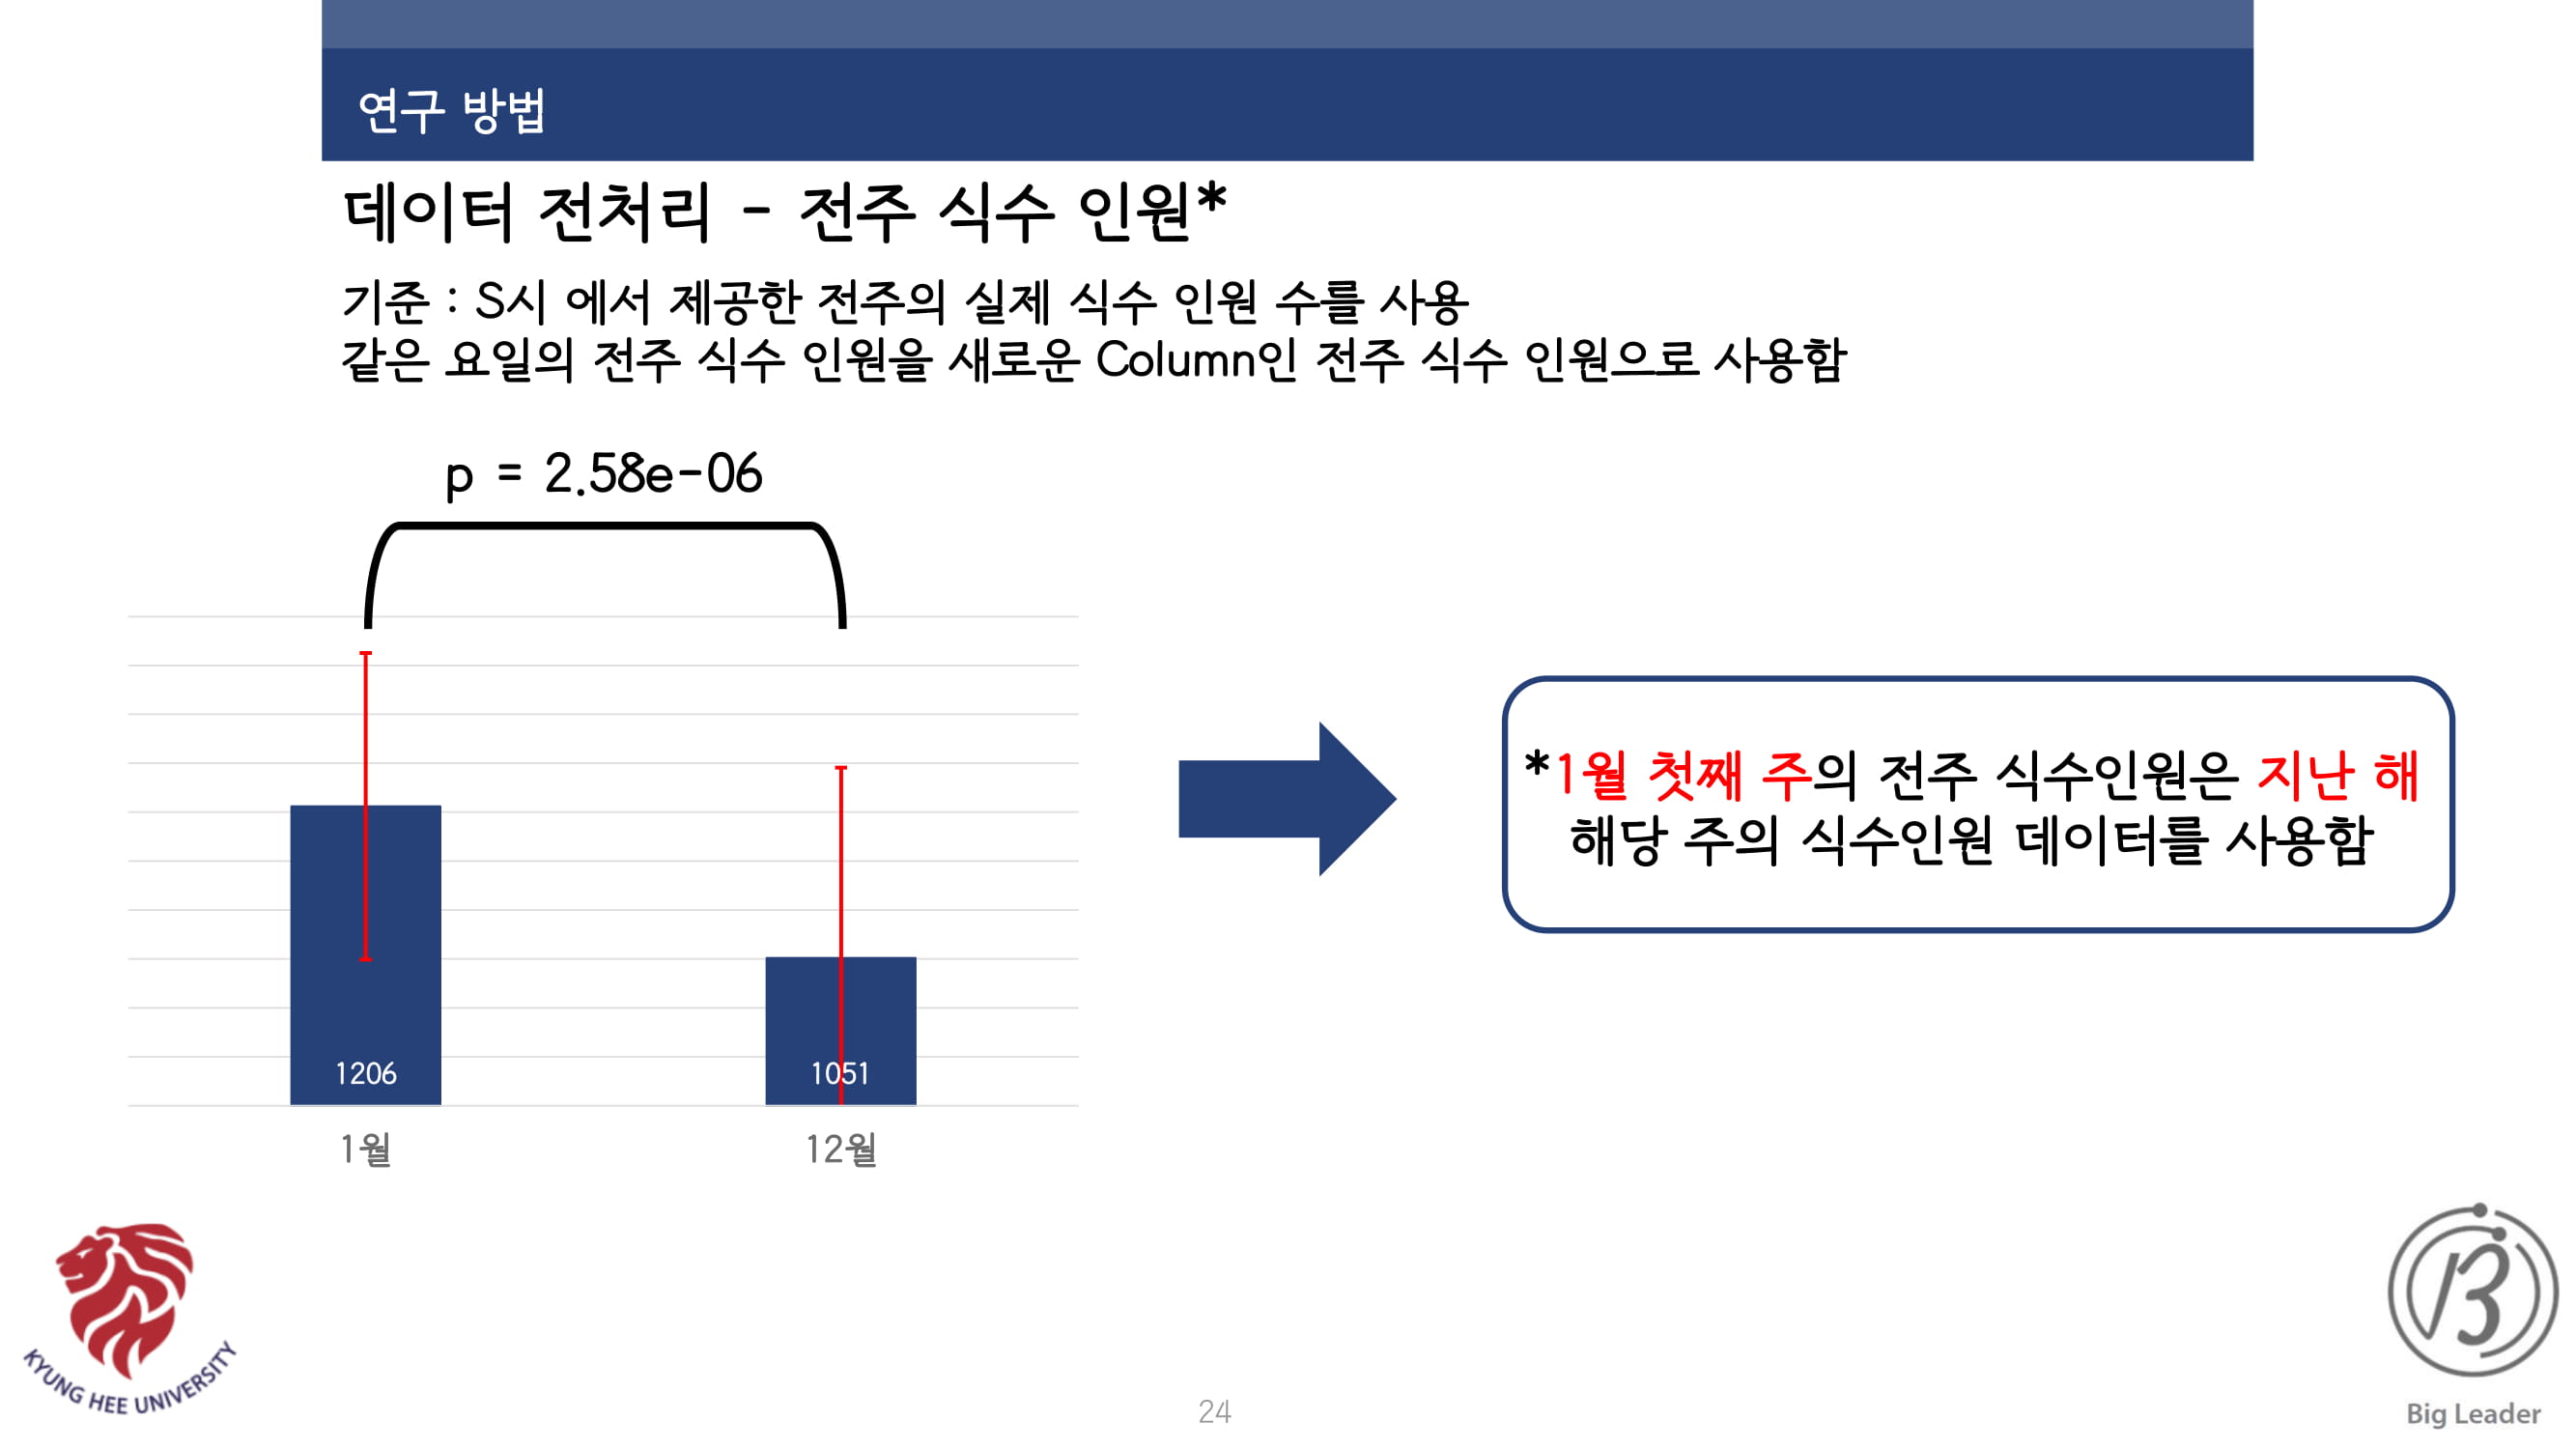 연구 방법
데이터 전처리 - 전주 식수 인원*
기준 : S시 에서 제공한 전주의 실제 식수 인원 수를 사용
같은 요일의 전주 식수 인원을 새로운 Column인 전주 식수 인원으로 사용함
p = 2.58e-06
1206
1051
1월
12월
*1월 첫째 주의 전주 식수인원은 지난 해
해당 주의 식수인원 데이터를 사용함
KYUNG HEE UNIVERSITY
24
Big Leader